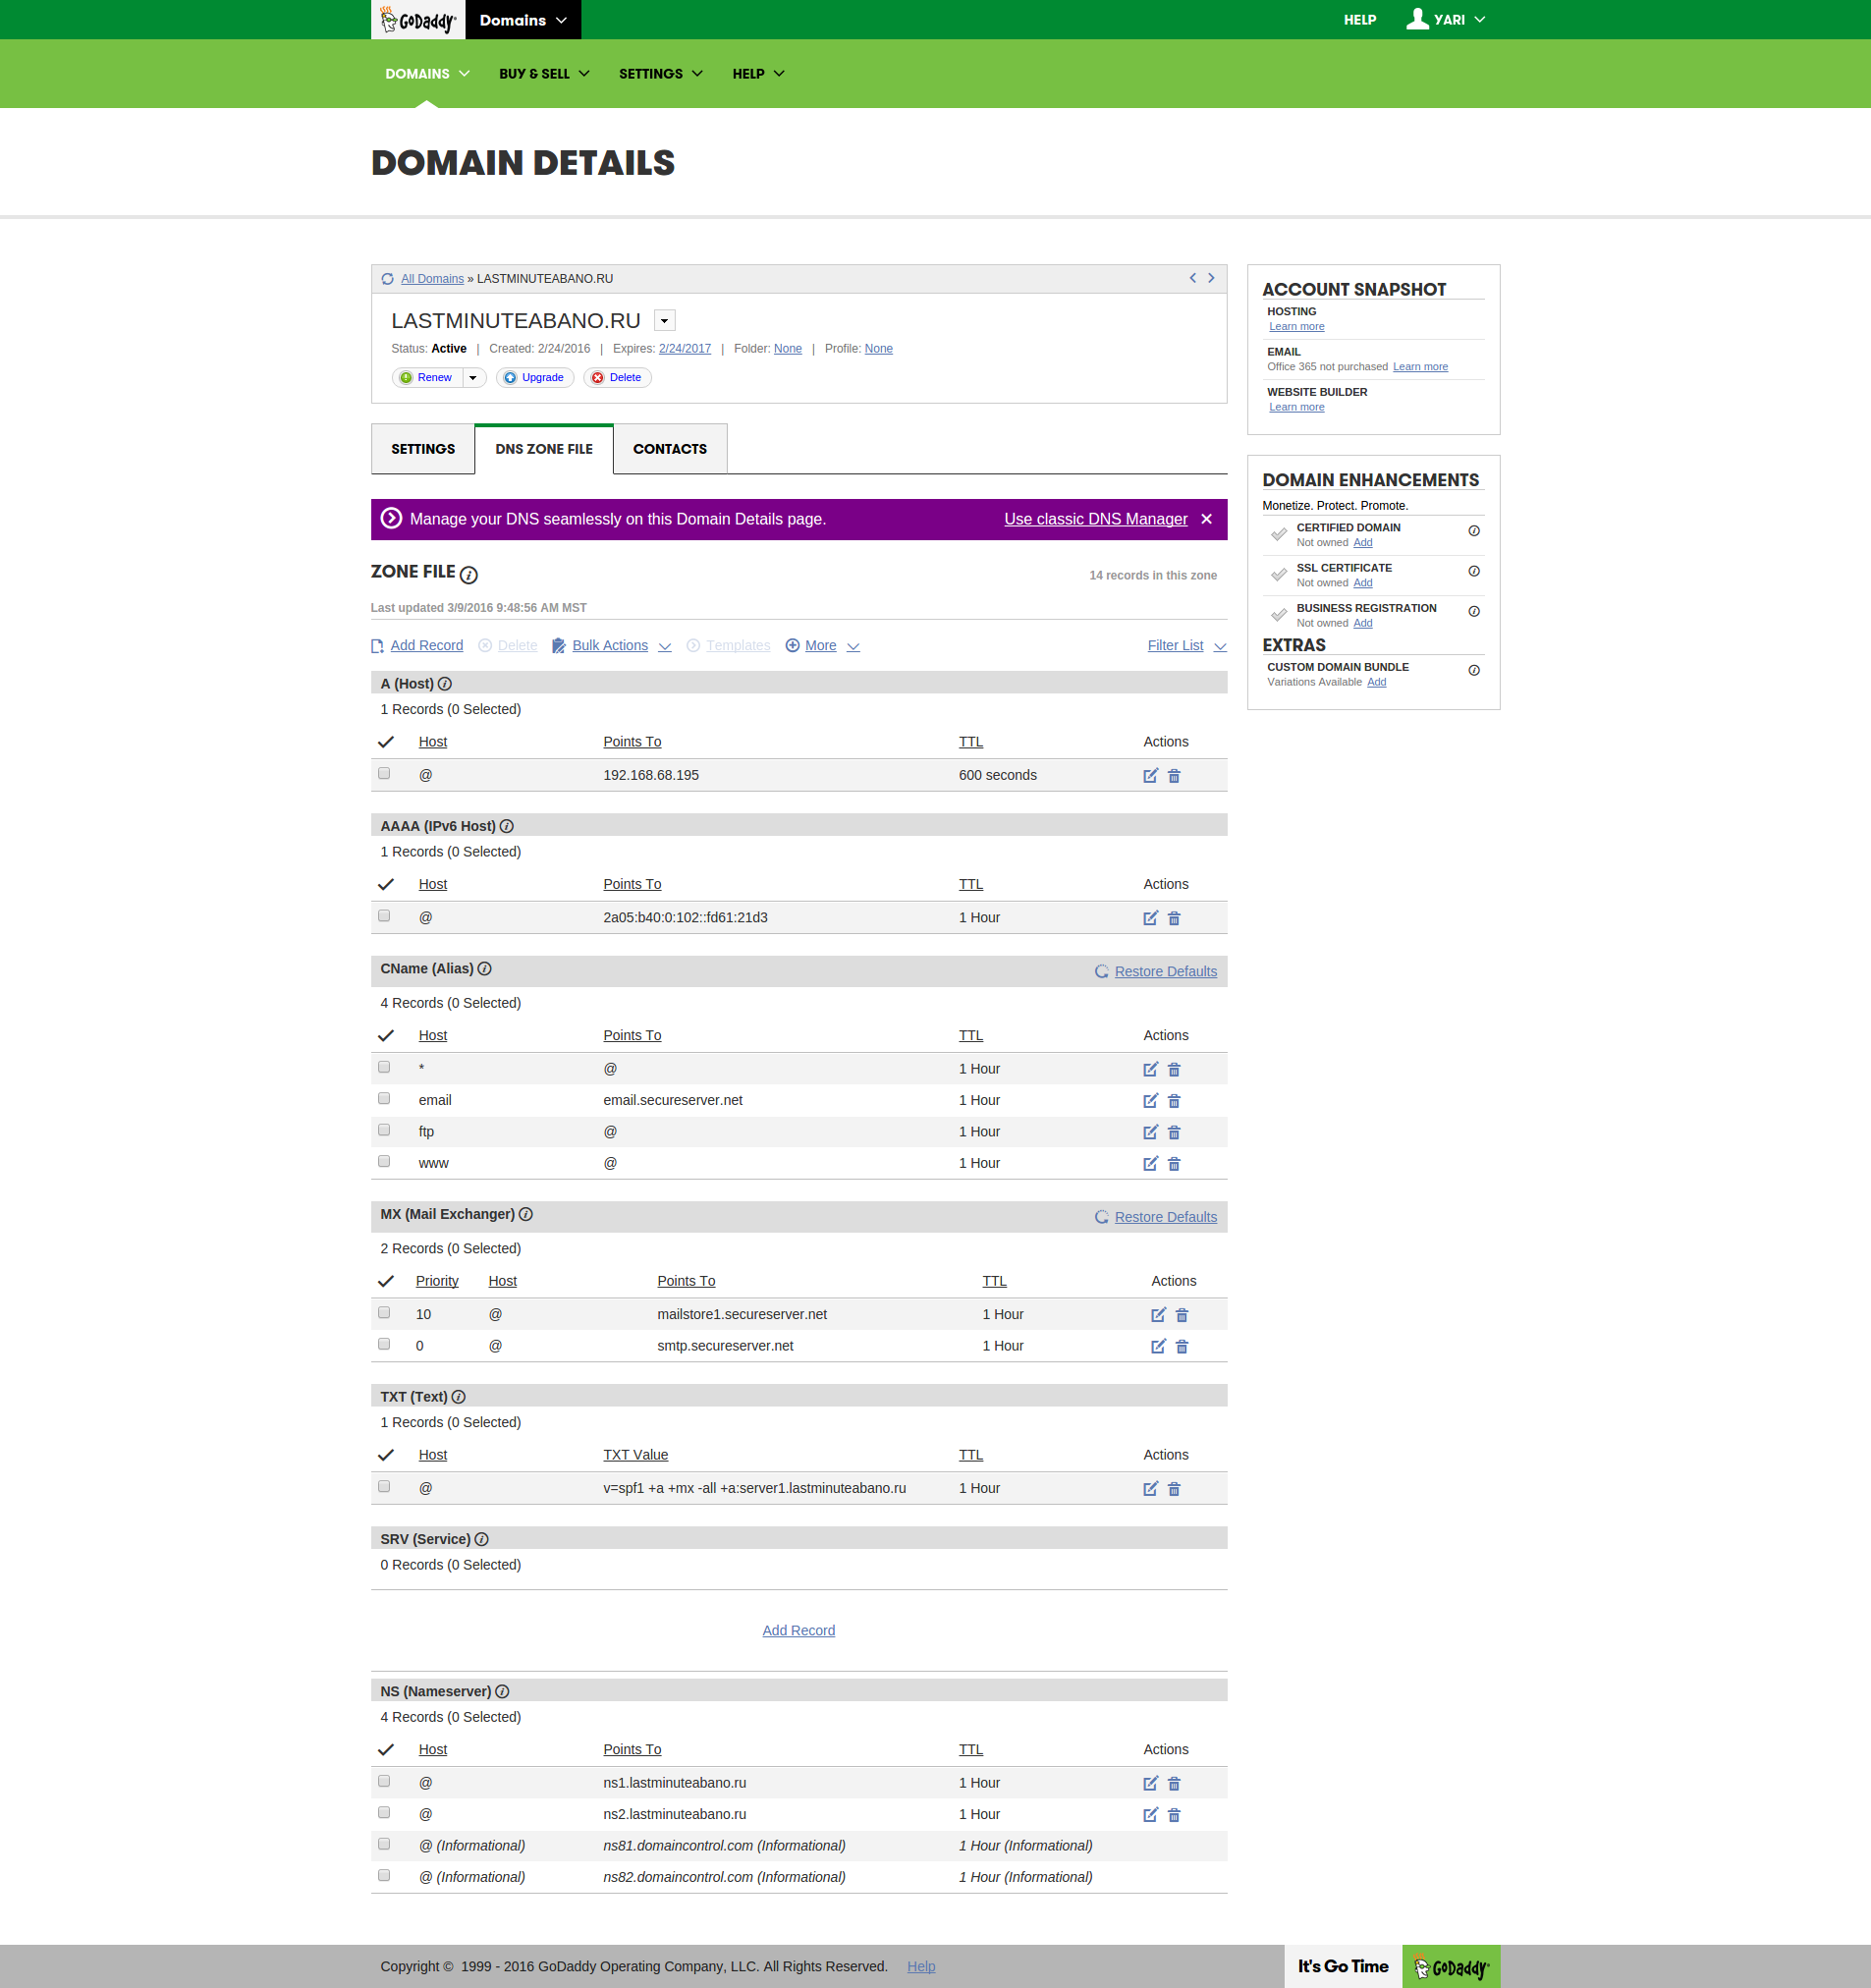 GoDaddy Domains HELP YARI
DOMAINS BUY & SELL SETTINGS HELP
DOMAIN DETAILS
All Domains » LASTMINUTEABANO.RU
LASTMINUTEABANO.RU
Status: Active | Created: 2/24/2016 | Expires: 2/24/2017 | Folder: None | Profile: None
Renew Upgrade Delete
SETTINGS DNS ZONE FILE CONTACTS
Manage your DNS seamlessly on this Domain Details page. Use classic DNS Manager
ZONE FILE 14 records in this zone
Last updated 3/9/2016 9:48:56 AM MST
Add Record Delete Bulk Actions Templates More Filter List
A (Host)
1 Records (0 Selected)
Host Points To TTL Actions
@ 192.168.68.195 600 seconds
AAAA (IPv6 Host)
1 Records (0 Selected)
Host Points To TTL Actions
@ 2a05:b40:0:102::fd61:21d3 1 Hour
CName (Alias) Restore Defaults
4 Records (0 Selected)
Host Points To TTL Actions
* @ 1 Hour
email email.secureserver.net 1 Hour
ftp @ 1 Hour
www @ 1 Hour
MX (Mail Exchanger) Restore Defaults
2 Records (0 Selected)
Priority Host Points To TTL Actions
10 @ mailstore1.secureserver.net 1 Hour
0 @ smtp.secureserver.net 1 Hour
TXT (Text)
1 Records (0 Selected)
Host TXT Value TTL Actions
@ v=spf1 +a +mx -all +a:server1.lastminuteabano.ru 1 Hour
SRV (Service)
0 Records (0 Selected)
Add Record
NS (Nameserver)
4 Records (0 Selected)
Host Points To TTL Actions
@ ns1.lastminuteabano.ru 1 Hour
@ ns2.lastminuteabano.ru 1 Hour
@ (Informational) ns81.domaincontrol.com (Informational) 1 Hour (Informational)
@ (Informational) ns82.domaincontrol.com (Informational) 1 Hour (Informational)
ACCOUNT SNAPSHOT
HOSTING
Learn more
EMAIL
Office 365 not purchased Learn more
WEBSITE BUILDER
Learn more
DOMAIN ENHANCEMENTS
Monetize. Protect. Promote.
CERTIFIED DOMAIN
Not owned Add
SSL CERTIFICATE
Not owned Add
BUSINESS REGISTRATION
Not owned Add
EXTRAS
CUSTOM DOMAIN BUNDLE
Variations Available Add
Copyright © 1999 - 2016 GoDaddy Operating Company, LLC. All Rights Reserved. Help It's Go Time GoDaddy